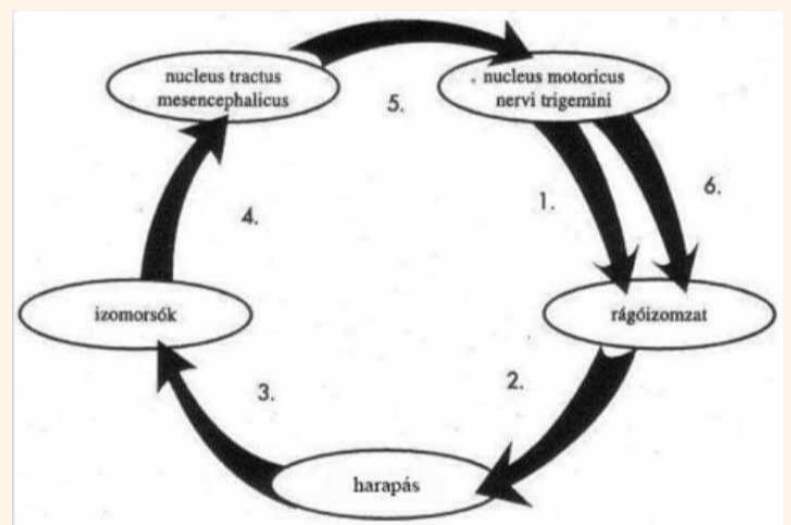 nucleus tractus
mesencephalicus
nucleus motoricus
nervi trigemini
5.
4.
1.
6.
izomorsók
rágóizomzat
3.
2.
harapás